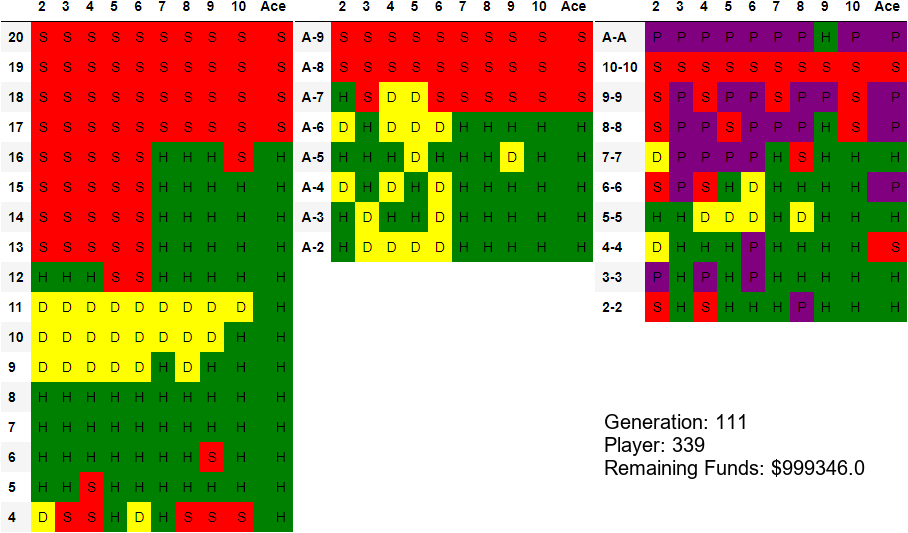 2 3 4 5 6 7 8 9 10 Ace
20 S S S S S S S S S S
19 S S S S S S S S S S
18 S S S S S S S S S S
17 S S S S S S S S S S
16 S S S S S H H H S H
15 S S S S S H H H H H
14 S S S S S H H H H H
13 S S S S S H H H H H
12 H H H S S H H H H H
11 D D D D D D D D D H
10 D D D D D D D D H H
9 D D D D D H D H H H
8 H H H H H H H H H H
7 H H H H H H H H H H
6 H H H H H H H S H H
5 H H S H H H H H H H
4 D S S H D H S S S H
2 3 4 5 6 7 8 9 10 Ace
A-9 S S S S S S S S S S
A-8 S S S S S S S S S S
A-7 H S D D S S S S S S
A-6 D H D D D H H H H H
A-5 H H H D H H H D H H
A-4 D H D H D H H H H H
A-3 H D H H D H H H H H
A-2 H D D D D H H H H H
2 3 4 5 6 7 8 9 10 Ace
A-A P P P P P P P H P P
10-10 S S S S S S S S S S
9-9 S P S P P S P P S P
8-8 S P P S P P P H S P
7-7 D P P P P H S H H H
6-6 S P S H D H H H H P
5-5 H H D D D H D H H H
4-4 D H H H P H H H H S
3-3 P H P H P H H H H H
2-2 S H S H H H P H H H
Generation: 111
Player: 339
Remaining Funds: $999346.0